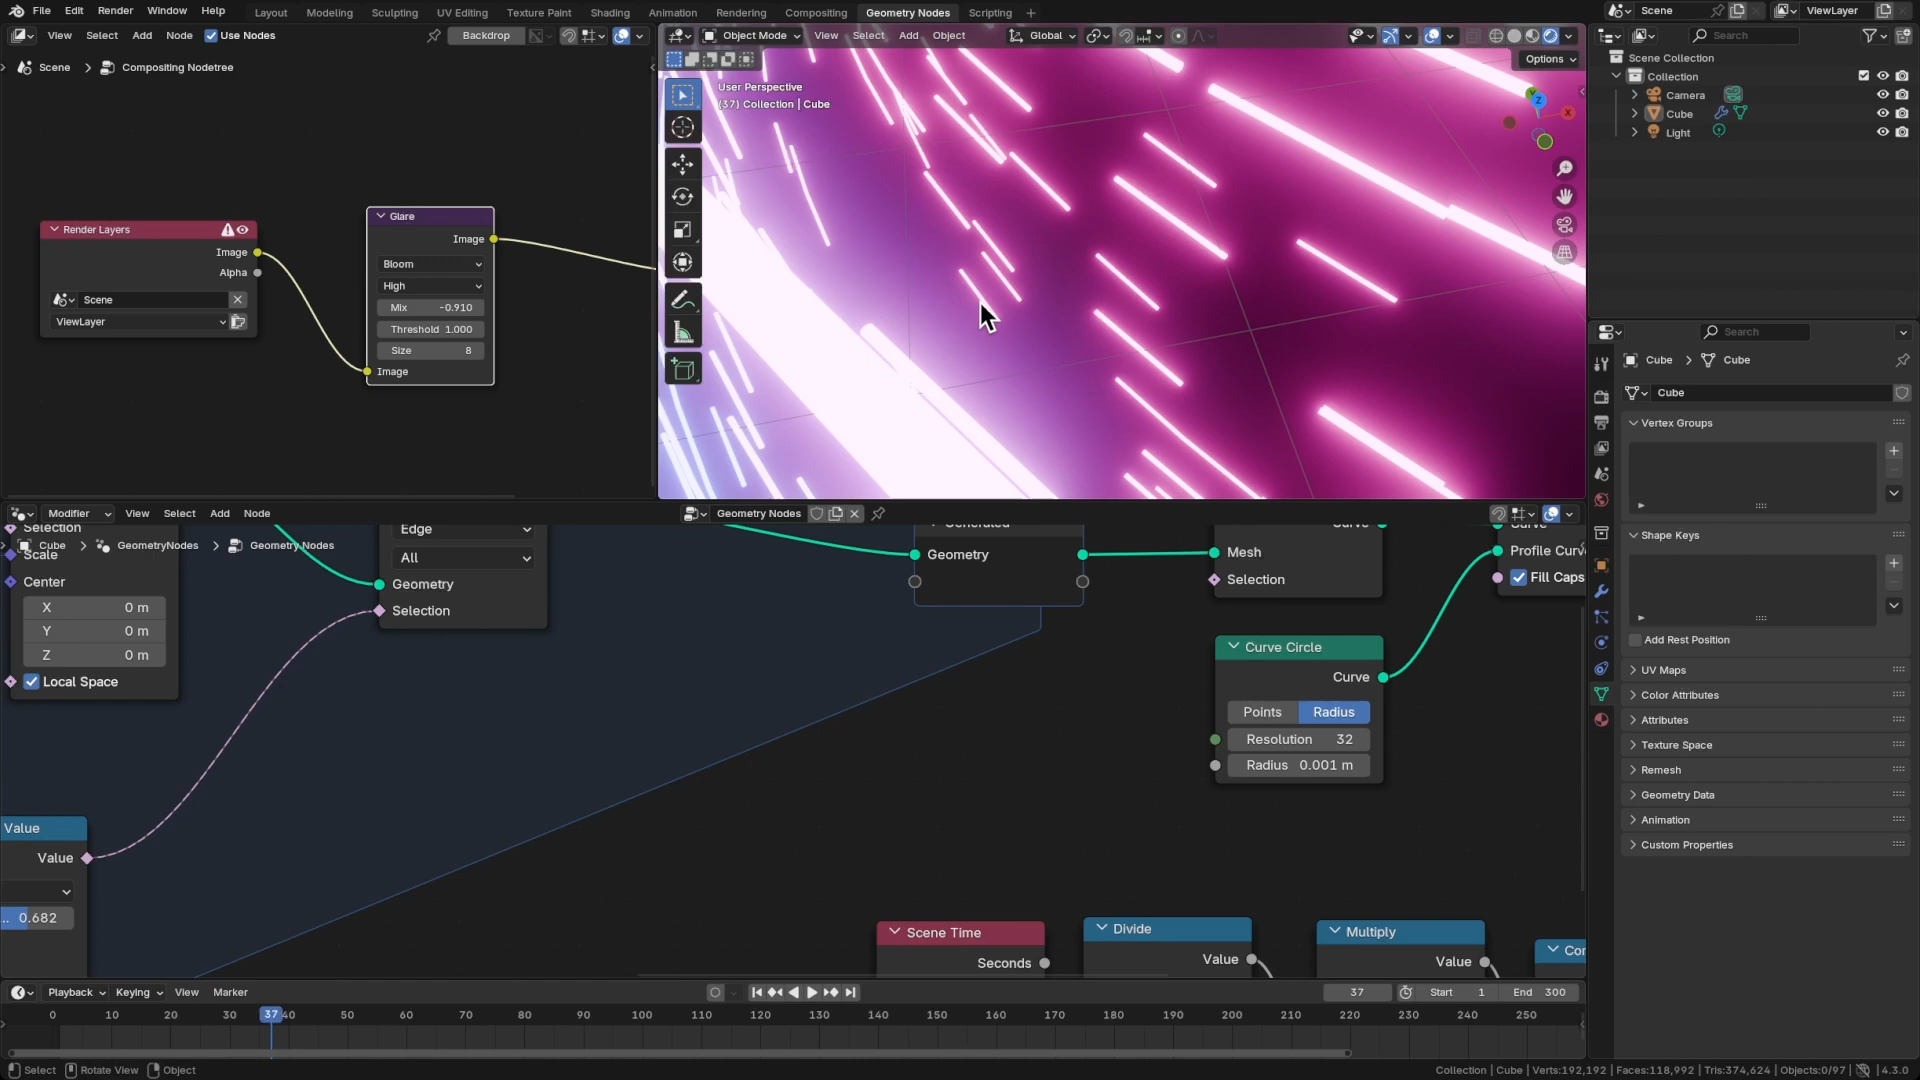 File Edit Render Window Help Layout Modeling Sculpting UV Editing Texture Paint Shading Animation Rendering Compositing Geometry Nodes Scripting + Scene ViewLayer
View Select Add Node Use Nodes Backdrop
Object Mode View Select Add Object Global
Search
Scene > Compositing Nodetree
Options
User Perspective
(37) Collection | Cube
Z
X
Scene Collection
Collection
Camera
Cube
Light
Render Layers
Image
Alpha
Scene
ViewLayer
Glare
Image
Bloom
High
Mix -0.910
Threshold 1.000
Size 8
Image
Search
Cube > Cube
Cube
Vertex Groups
Shape Keys
Add Rest Position
UV Maps
Color Attributes
Attributes
Texture Space
Remesh
Geometry Data
Animation
Custom Properties
Modifier View Select Add Node Geometry Nodes
Cube > GeometryNodes > Geometry Nodes
Selection
Scale
Center
X 0 m
Y 0 m
Z 0 m
Local Space
Edge
All
Geometry
Selection
Geometry
Mesh
Selection
Fill Caps
Curve Circle
Curve
Points Radius
Resolution 32
Radius 0.001 m
Value
Value
0.682
Scene Time
Seconds
Divide
Value
Multiply
Value
Playback Keying View Marker 37 Start 1 End 300
0 10 20 30 37 40 50 60 70 80 90 100 110 120 130 140 150 160 170 180 190 200 210 220 230 240 250
Select Rotate View Object Collection | Cube | Verts:192,192 | Faces:118,992 | Tris:374,624 | Objects:0/97 | 4.3.0